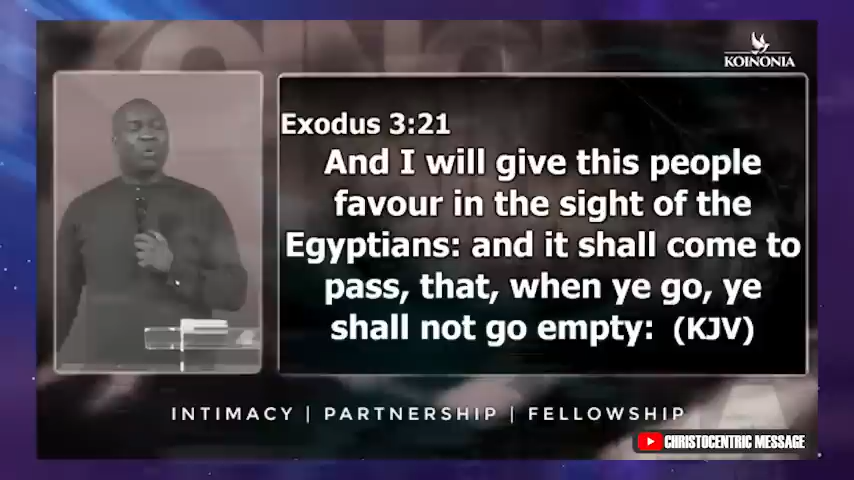 KOINONIA
Exodus 3:21
And I will give this people
favour in the sight of the
Egyptians: and it shall come to
pass, that, when ye go, ye
shall not go empty: (KJV)
INTIMACY | PARTNERSHIP | FELLOWSHIP
CHRISTOCENTRIC MESSAGE